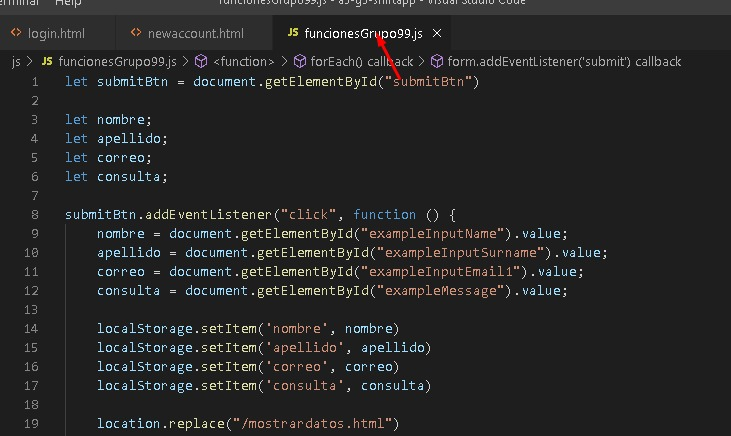 Terminal Help funcionesGrupo99.js - a5-g5-shiftapp - Visual Studio Code
<> login.html <> newaccount.html JS funcionesGrupo99.js ×
js > JS funcionesGrupo99.js > <function> > forEach() callback > form.addEventListener('submit') callback
1 let submitBtn = document.getElementById("submitBtn")
2
3 let nombre;
4 let apellido;
5 let correo;
6 let consulta;
7
8 submitBtn.addEventListener("click", function () {
9 nombre = document.getElementById("exampleInputName").value;
10 apellido = document.getElementById("exampleInputSurname").value;
11 correo = document.getElementById("exampleInputEmail1").value;
12 consulta = document.getElementById("exampleMessage").value;
13
14 localStorage.setItem('nombre', nombre)
15 localStorage.setItem('apellido', apellido)
16 localStorage.setItem('correo', correo)
17 localStorage.setItem('consulta', consulta)
18
19 location.replace("/mostrardatos.html")